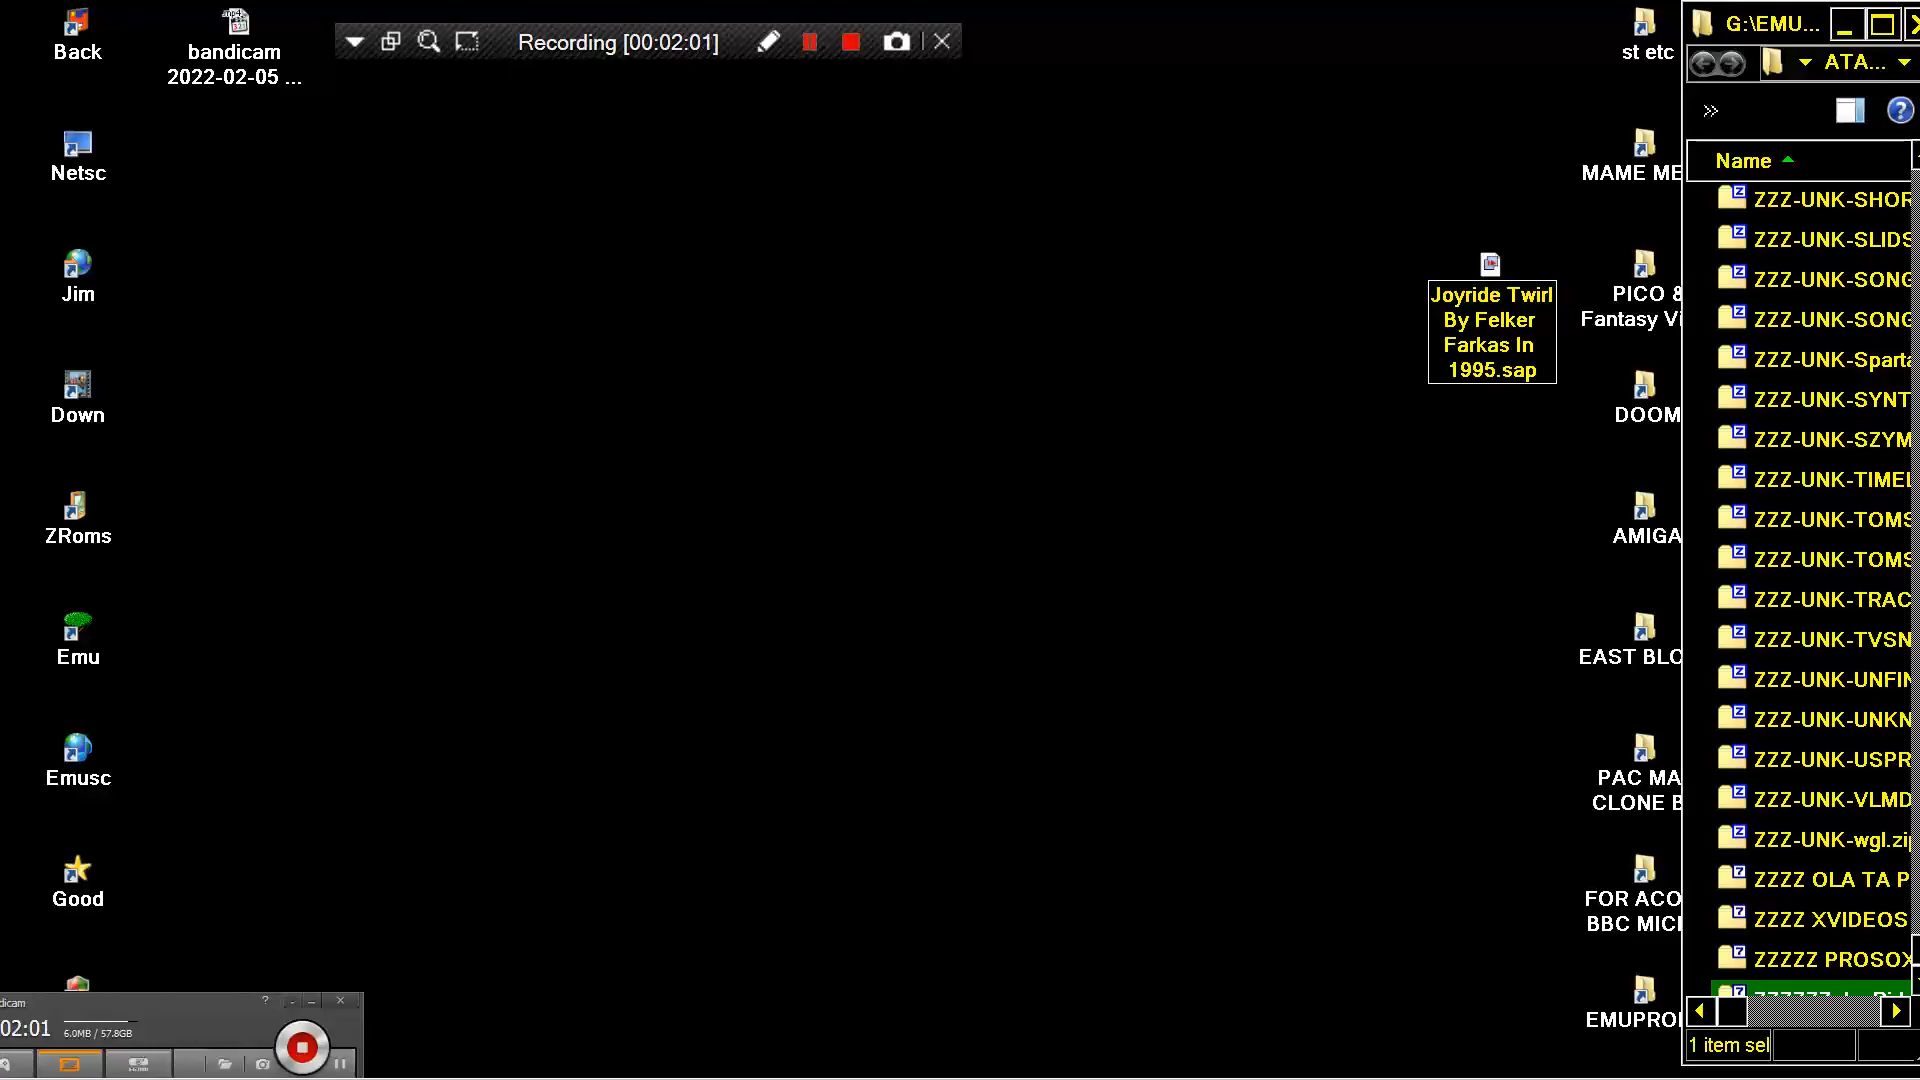 Back
bandicam
2022-02-05 ...
Recording [00:02:01]
st etc
G:\EMU...
ATA...
Netsc
MAME ME
Name
Jim
Joyride Twirl
By Felker
Farkas In
1995.sap
PICO &
Fantasy Vi
Down
DOOM
ZRoms
AMIGA
Emu
EAST BLO
Emusc
PAC MA
CLONE B
Good
FOR ACO
BBC MICI
EMUPRO
ZZZ-UNK-SHOR
ZZZ-UNK-SLIDS
ZZZ-UNK-SONG
ZZZ-UNK-SONG
ZZZ-UNK-Sparta
ZZZ-UNK-SYNT
ZZZ-UNK-SZYM
ZZZ-UNK-TIMEL
ZZZ-UNK-TOMS
ZZZ-UNK-TOMS
ZZZ-UNK-TRAC
ZZZ-UNK-TVSN
ZZZ-UNK-UNFIN
ZZZ-UNK-UNKN
ZZZ-UNK-USPR
ZZZ-UNK-VLMD
ZZZ-UNK-wgl.zip
ZZZZ OLA TA P
ZZZZ XVIDEOS
ZZZZZ PROSOX
1 item sel
dicam
02:01
6.0MB / 57.8GB